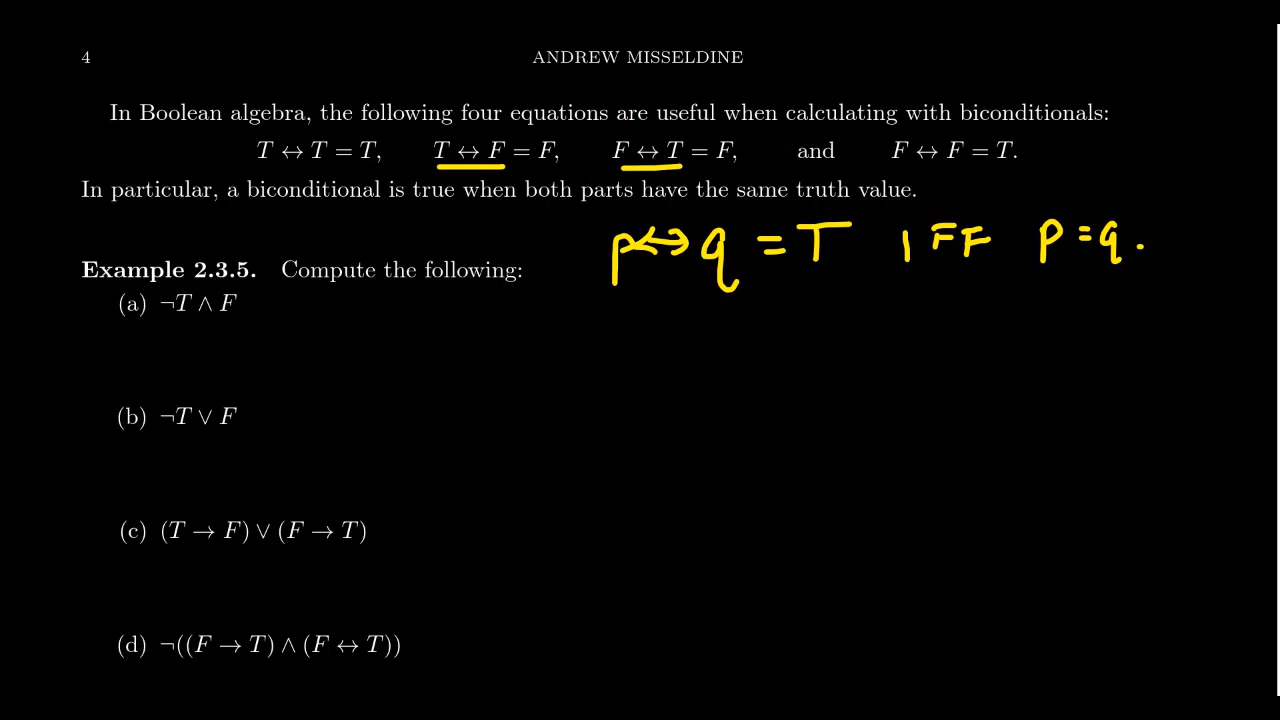 4 ANDREW MISSELDINE
In Boolean algebra, the following four equations are useful when calculating with biconditionals:
T ↔ T = T, T ↔ F = F, F ↔ T = F, and F ↔ F = T.
In particular, a biconditional is true when both parts have the same truth value.
p ↔ q = T IFF p = q.
Example 2.3.5. Compute the following:
(a) ¬T ∧ F
(b) ¬T ∨ F
(c) (T → F) ∨ (F → T)
(d) ¬((F → T) ∧ (F ↔ T))